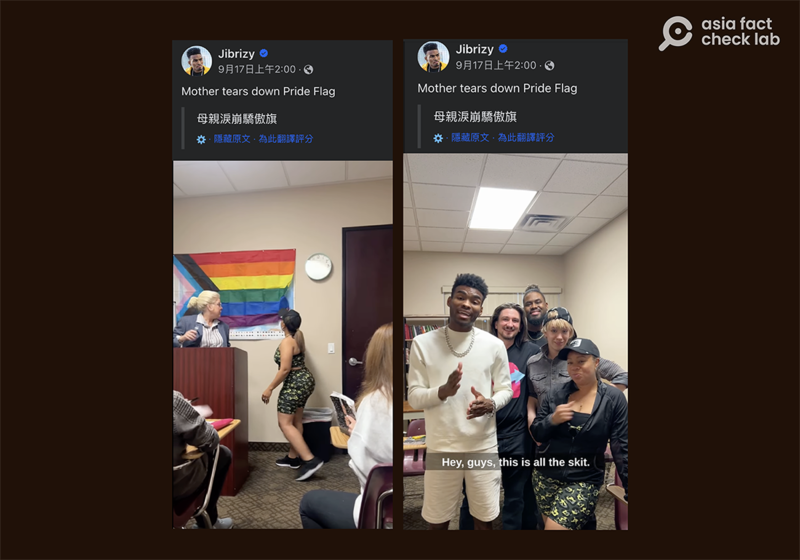 asia fact
check lab
Jibrizy
9月17日上午2:00 ·
Mother tears down Pride Flag
母親淚崩驕傲旗
· 隱藏原文 · 為此翻譯評分
Jibrizy
9月17日上午2:00 ·
Mother tears down Pride Flag
母親淚崩驕傲旗
· 隱藏原文 · 為此翻譯評分
Hey, guys, this is all the skit.